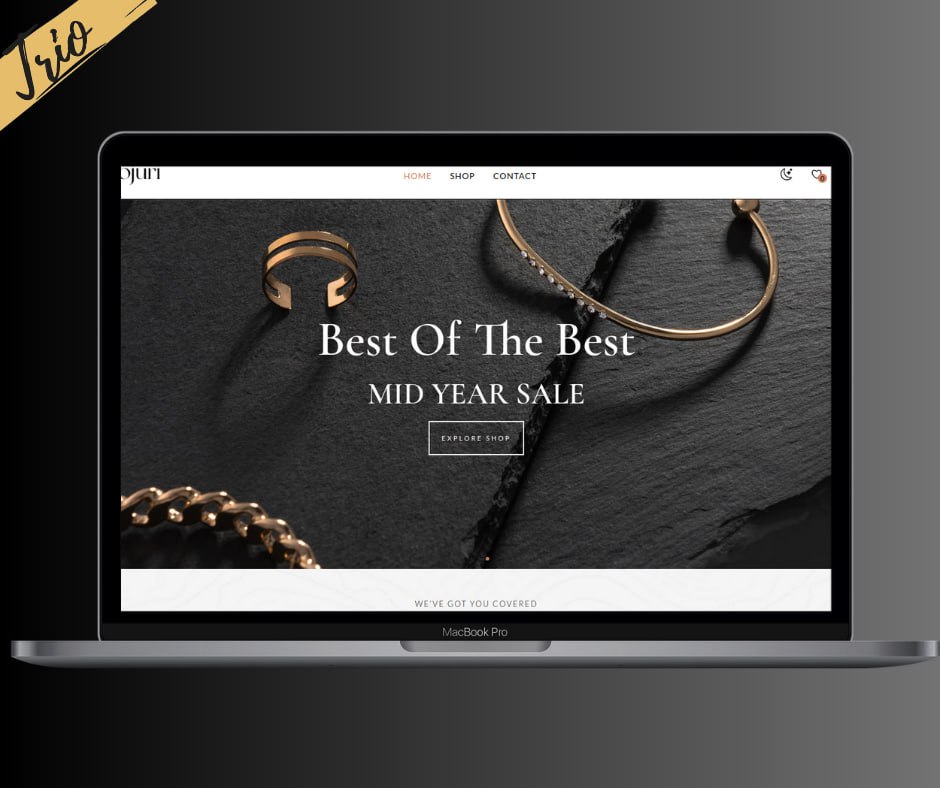 Trio
ojuri
HOME SHOP CONTACT
0
Best Of The Best
MID YEAR SALE
EXPLORE SHOP
WE'VE GOT YOU COVERED
MacBook Pro